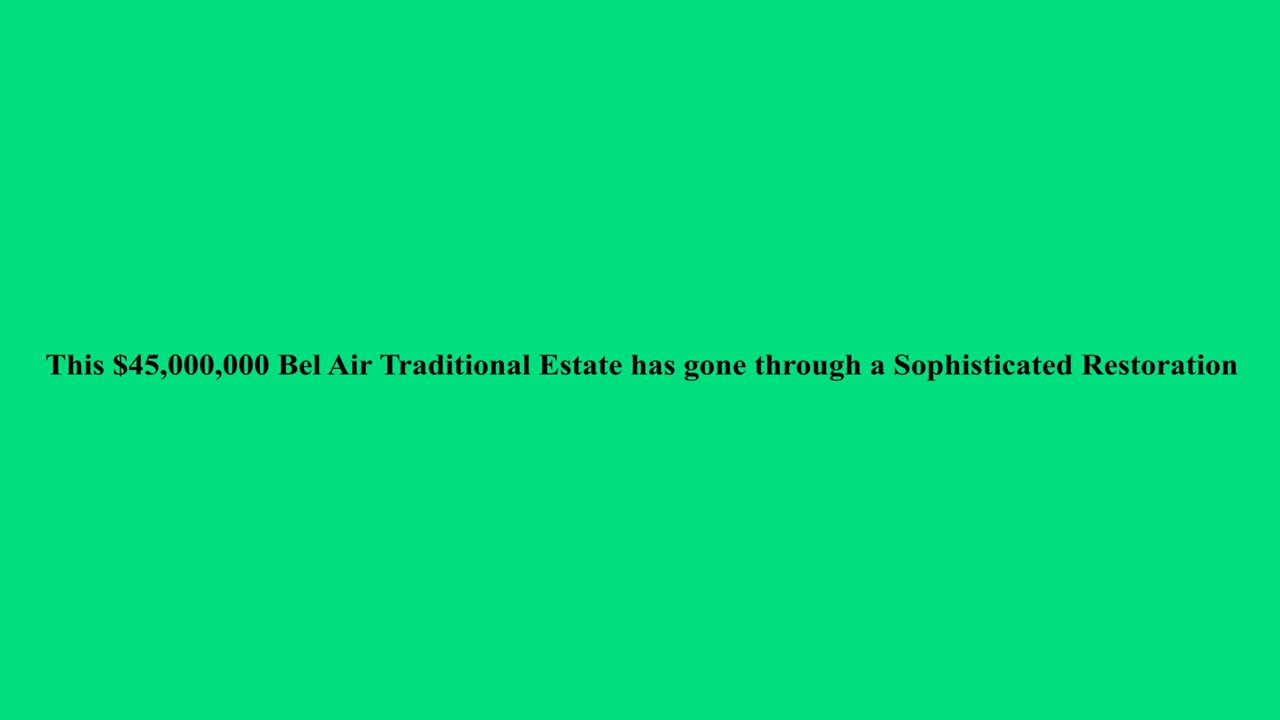 This $45,000,000 Bel Air Traditional Estate has gone through a Sophisticated Restoration